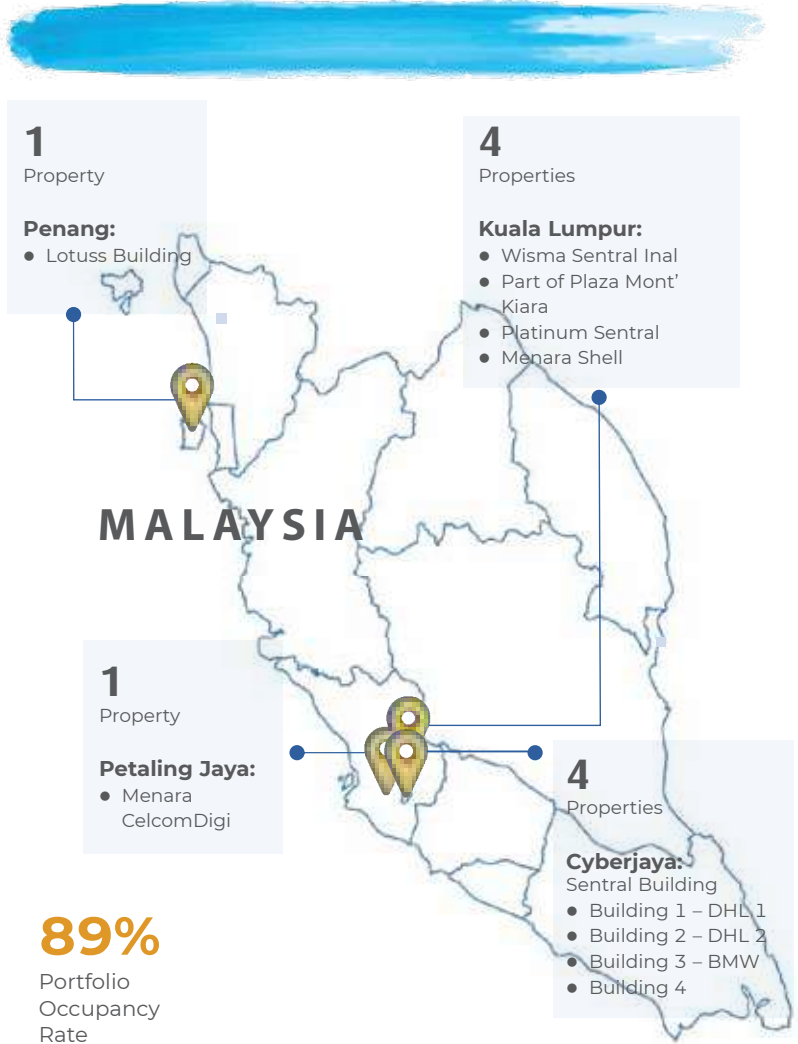 1
Property
Penang:
● Lotuss Building
4
Properties
Kuala Lumpur:
● Wisma Sentral Inal
● Part of Plaza Mont’
Kiara
● Platinum Sentral
● Menara Shell
MALAYSIA
1
Property
Petaling Jaya:
● Menara
CelcomDigi
4
Properties
Cyberjaya:
Sentral Building
● Building 1 – DHL 1
● Building 2 – DHL 2
● Building 3 – BMW
● Building 4
89%
Portfolio
Occupancy
Rate